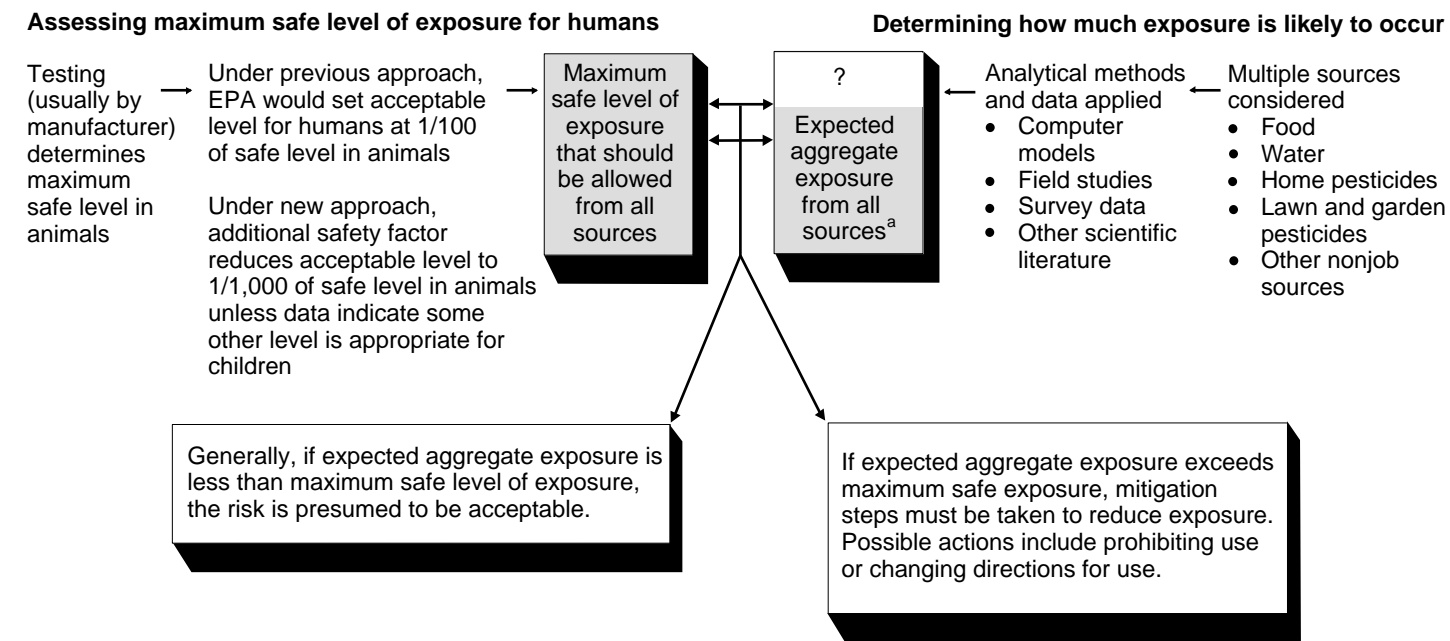 Assessing maximum safe level of exposure for humans
Determining how much exposure is likely to occur
Testing
(usually by
manufacturer)
determines
maximum
safe level in
animals
Under previous approach,
EPA would set acceptable
level for humans at 1/100
of safe level in animals
Under new approach,
additional safety factor
reduces acceptable level to
1/1,000 of safe level in animals
unless data indicate some
other level is appropriate for
children
Maximum
safe level of
exposure
that should
be allowed
from all
sources
?
Expected
aggregate
exposure
from all
sourcesᵃ
Analytical methods
and data applied
• Computer
models
• Field studies
• Survey data
• Other scientific
literature
Multiple sources
considered
• Food
• Water
• Home pesticides
• Lawn and garden
pesticides
• Other nonjob
sources
Generally, if expected aggregate exposure is
less than maximum safe level of exposure,
the risk is presumed to be acceptable.
If expected aggregate exposure exceeds
maximum safe exposure, mitigation
steps must be taken to reduce exposure.
Possible actions include prohibiting use
or changing directions for use.